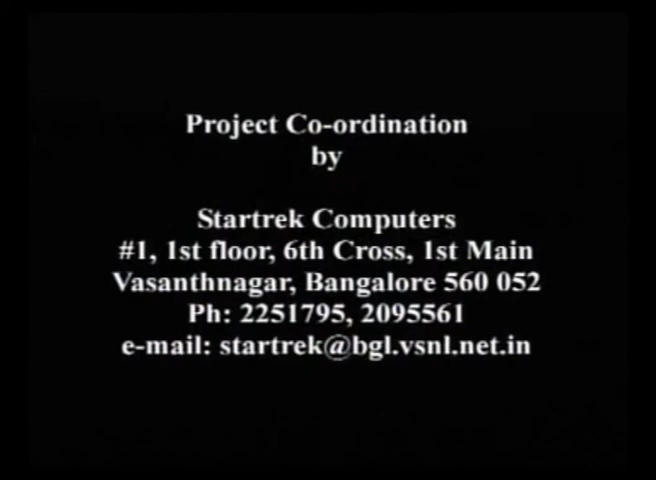 Project Co-ordination
by
Startrek Computers
#1, 1st floor, 6th Cross, 1st Main
Vasanthnagar, Bangalore 560 052
Ph: 2251795, 2095561
e-mail: startrek@bgl.vsnl.net.in